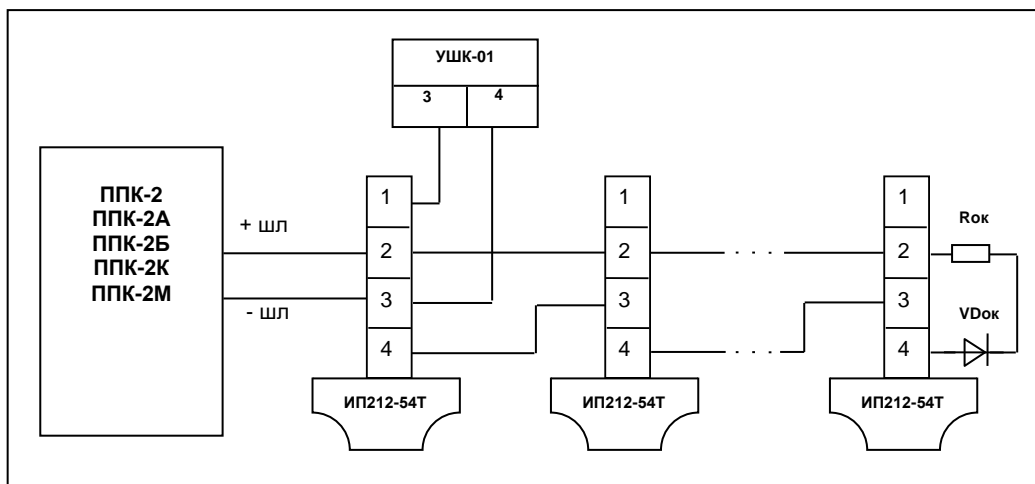 УШК-01
3 4
ППК-2
ППК-2А
ППК-2Б
ППК-2К
ППК-2М
+ шл
- шл
1
2
3
4
ИП212-54Т
1
2
3
4
ИП212-54Т
. . .
. . .
1
2
3
4
ИП212-54Т
Rок
VDок